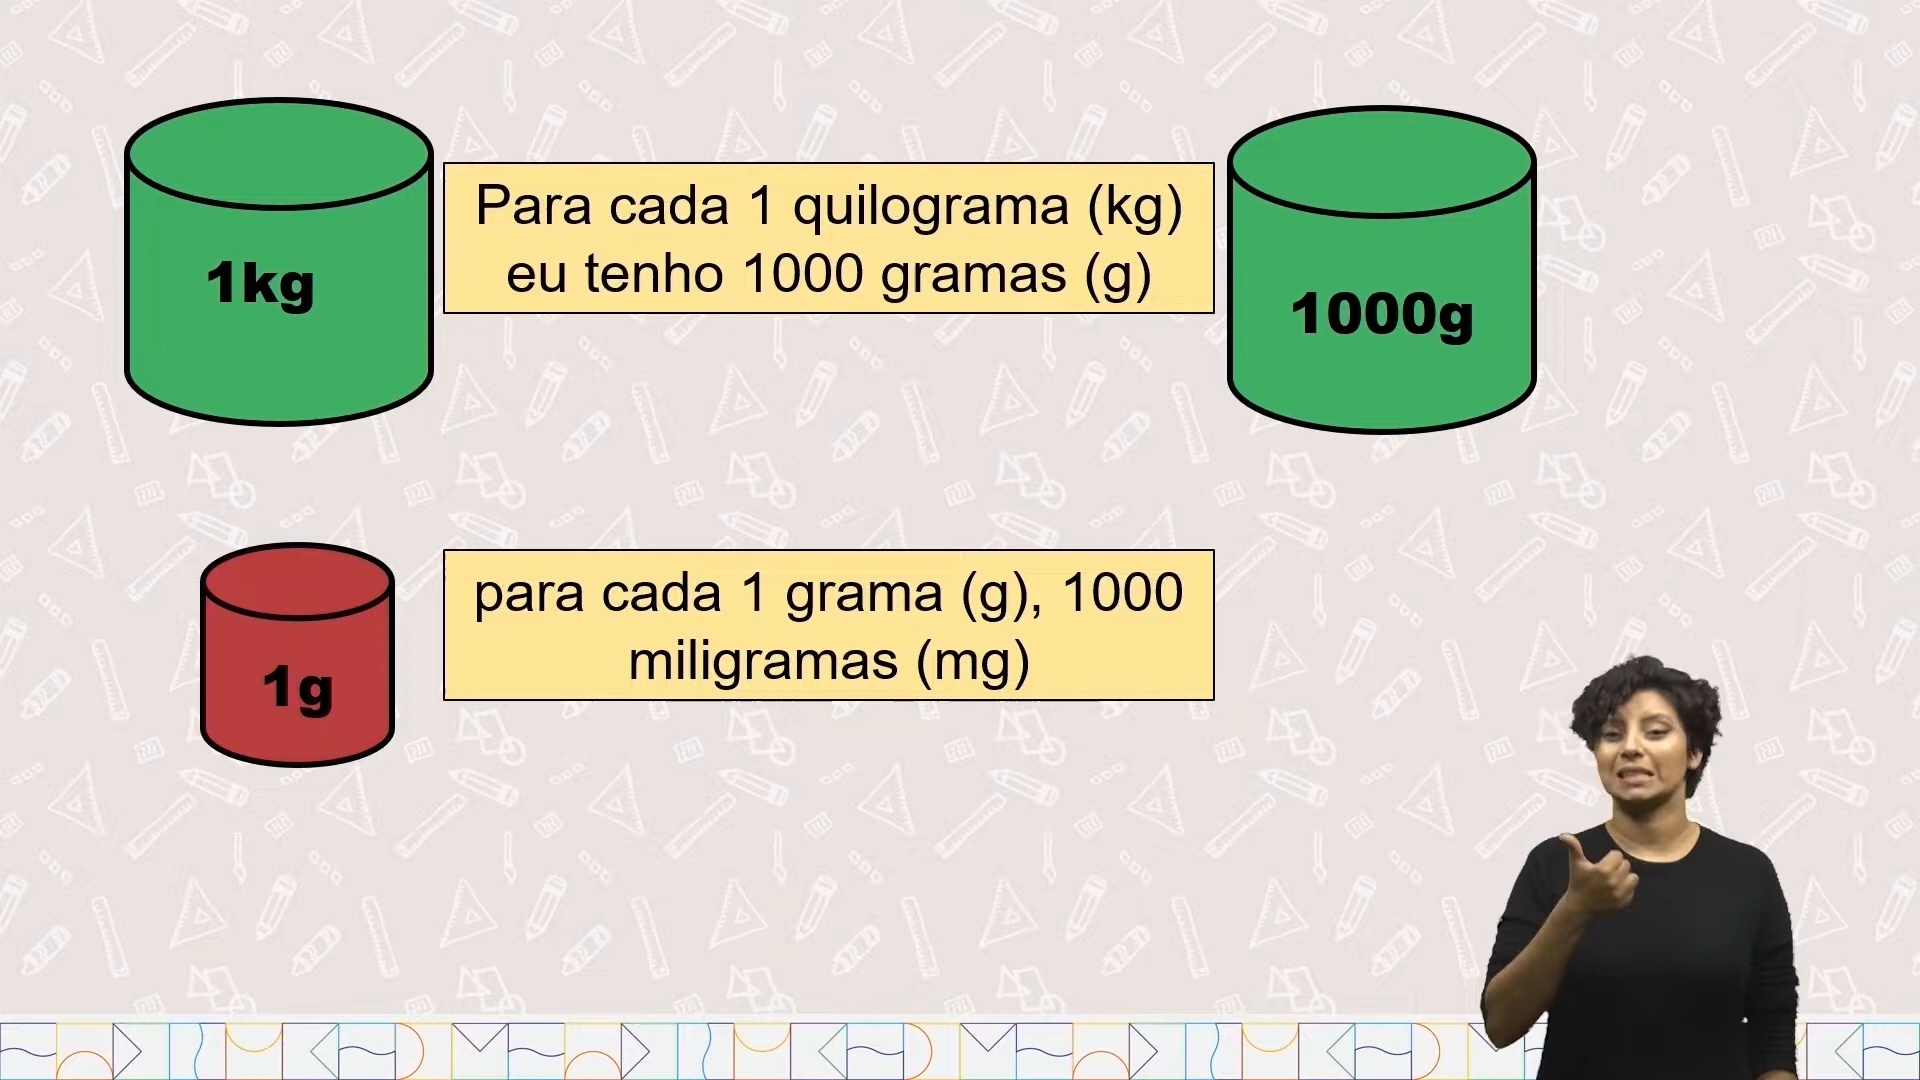 1kg
Para cada 1 quilograma (kg)
eu tenho 1000 gramas (g)
1000g
1g
para cada 1 grama (g), 1000
miligramas (mg)